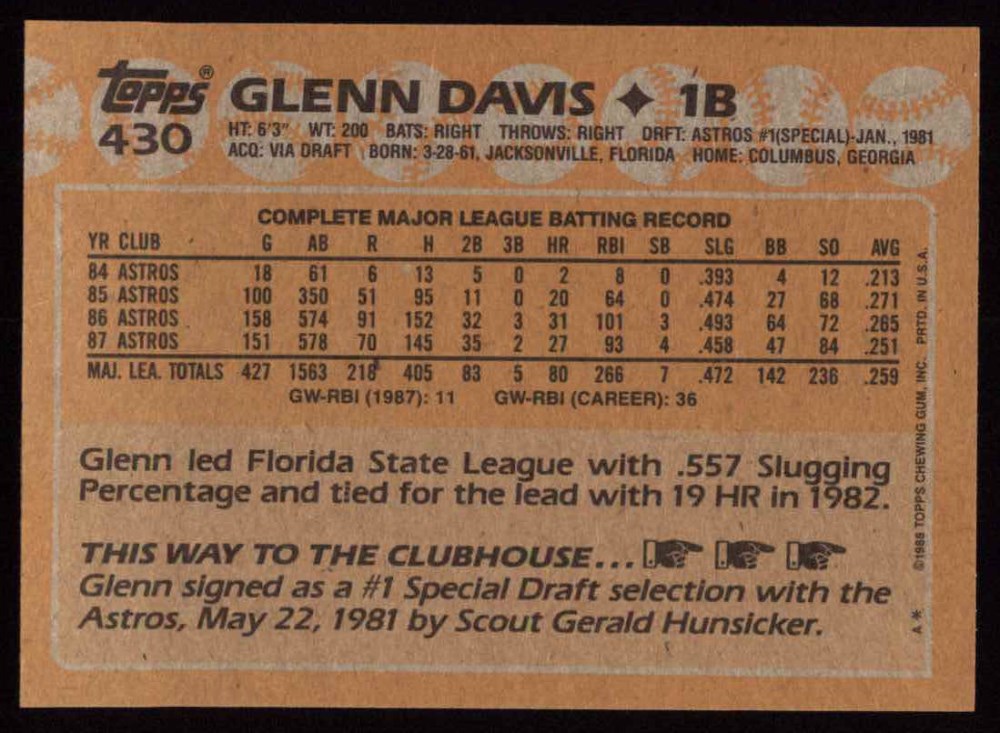 topps® GLENN DAVIS ✦ 1B
430
HT: 6'3" WT: 200 BATS: RIGHT THROWS: RIGHT DRFT: ASTROS #1(SPECIAL)-JAN., 1981
ACQ: VIA DRAFT BORN: 3-28-61, JACKSONVILLE, FLORIDA HOME: COLUMBUS, GEORGIA
COMPLETE MAJOR LEAGUE BATTING RECORD
YR CLUB G AB R H 2B 3B HR RBI SB SLG BB SO AVG
84 ASTROS 18 61 6 13 5 0 2 8 0 .393 4 12 .213
85 ASTROS 100 350 51 95 11 0 20 64 0 .474 27 68 .271
86 ASTROS 158 574 91 152 32 3 31 101 3 .493 64 72 .265
87 ASTROS 151 578 70 145 35 2 27 93 4 .458 47 84 .251
MAJ. LEA. TOTALS 427 1563 218 405 83 5 80 266 7 .472 142 236 .259
GW-RBI (1987): 11 GW-RBI (CAREER): 36
Glenn led Florida State League with .557 Slugging
Percentage and tied for the lead with 19 HR in 1982.
THIS WAY TO THE CLUBHOUSE...
Glenn signed as a #1 Special Draft selection with the
Astros, May 22, 1981 by Scout Gerald Hunsicker.
A* ©1988 TOPPS CHEWING GUM, INC. PRTD. IN U.S.A.